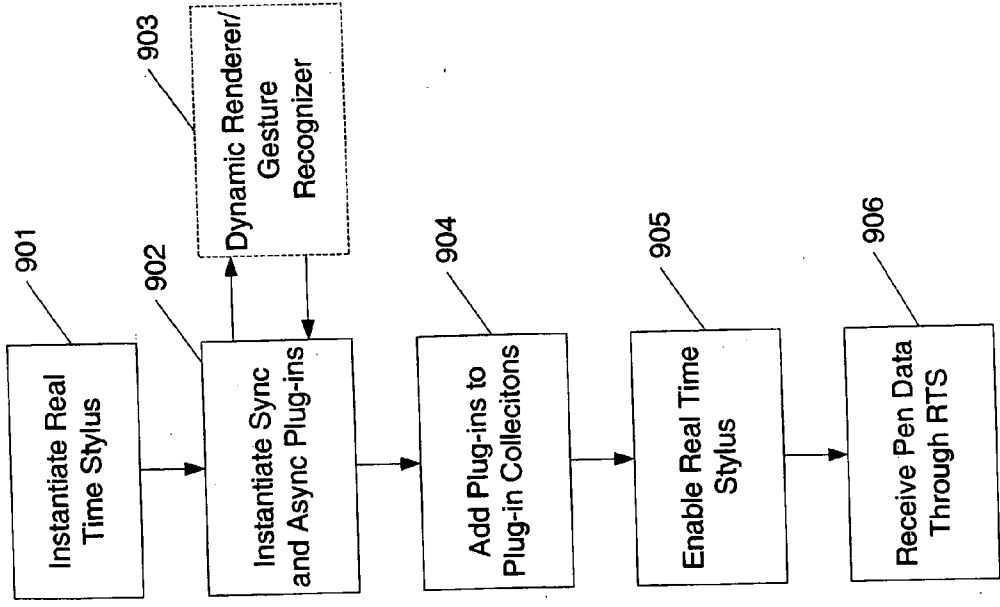 901
Instantiate Real
Time Stylus
902
Instantiate Sync
and Async Plug-ins
903
Dynamic Renderer/
Gesture
Recognizer
904
Add Plug-ins to
Plug-in Collecitons
905
Enable Real Time
Stylus
906
Receive Pen Data
Through RTS